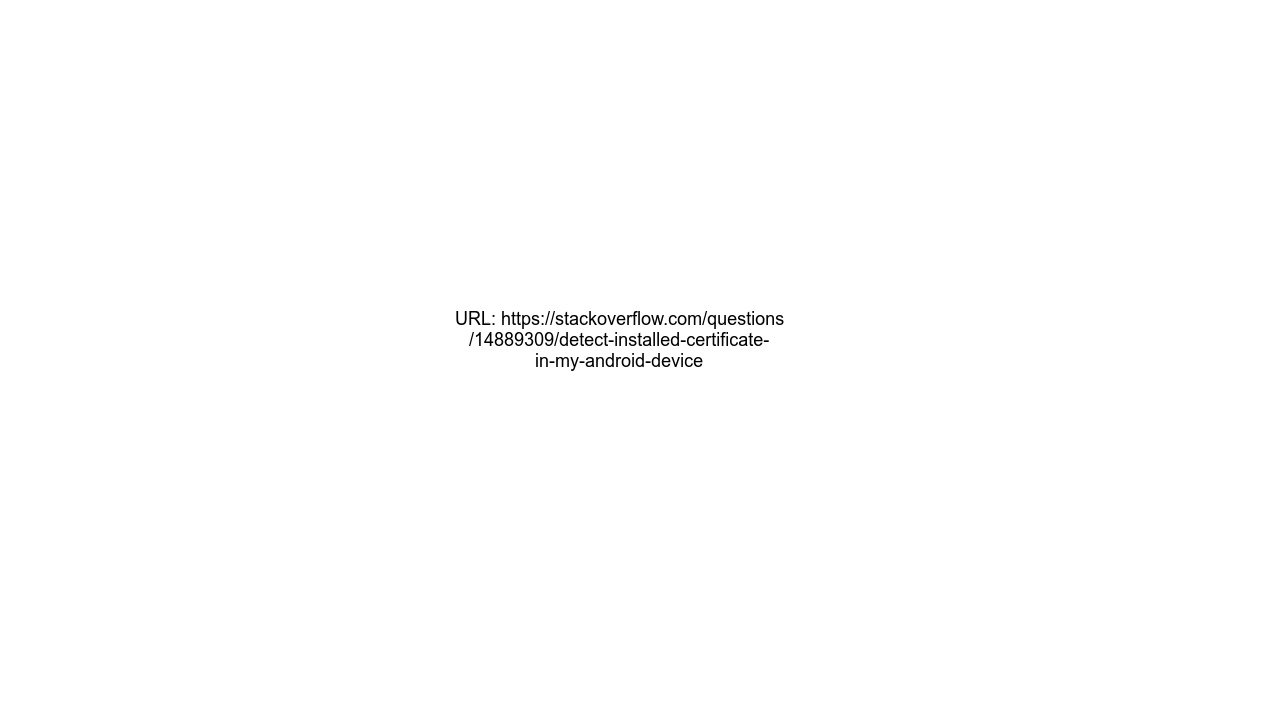 URL: https://stackoverflow.com/questions
/14889309/detect-installed-certificate-
in-my-android-device